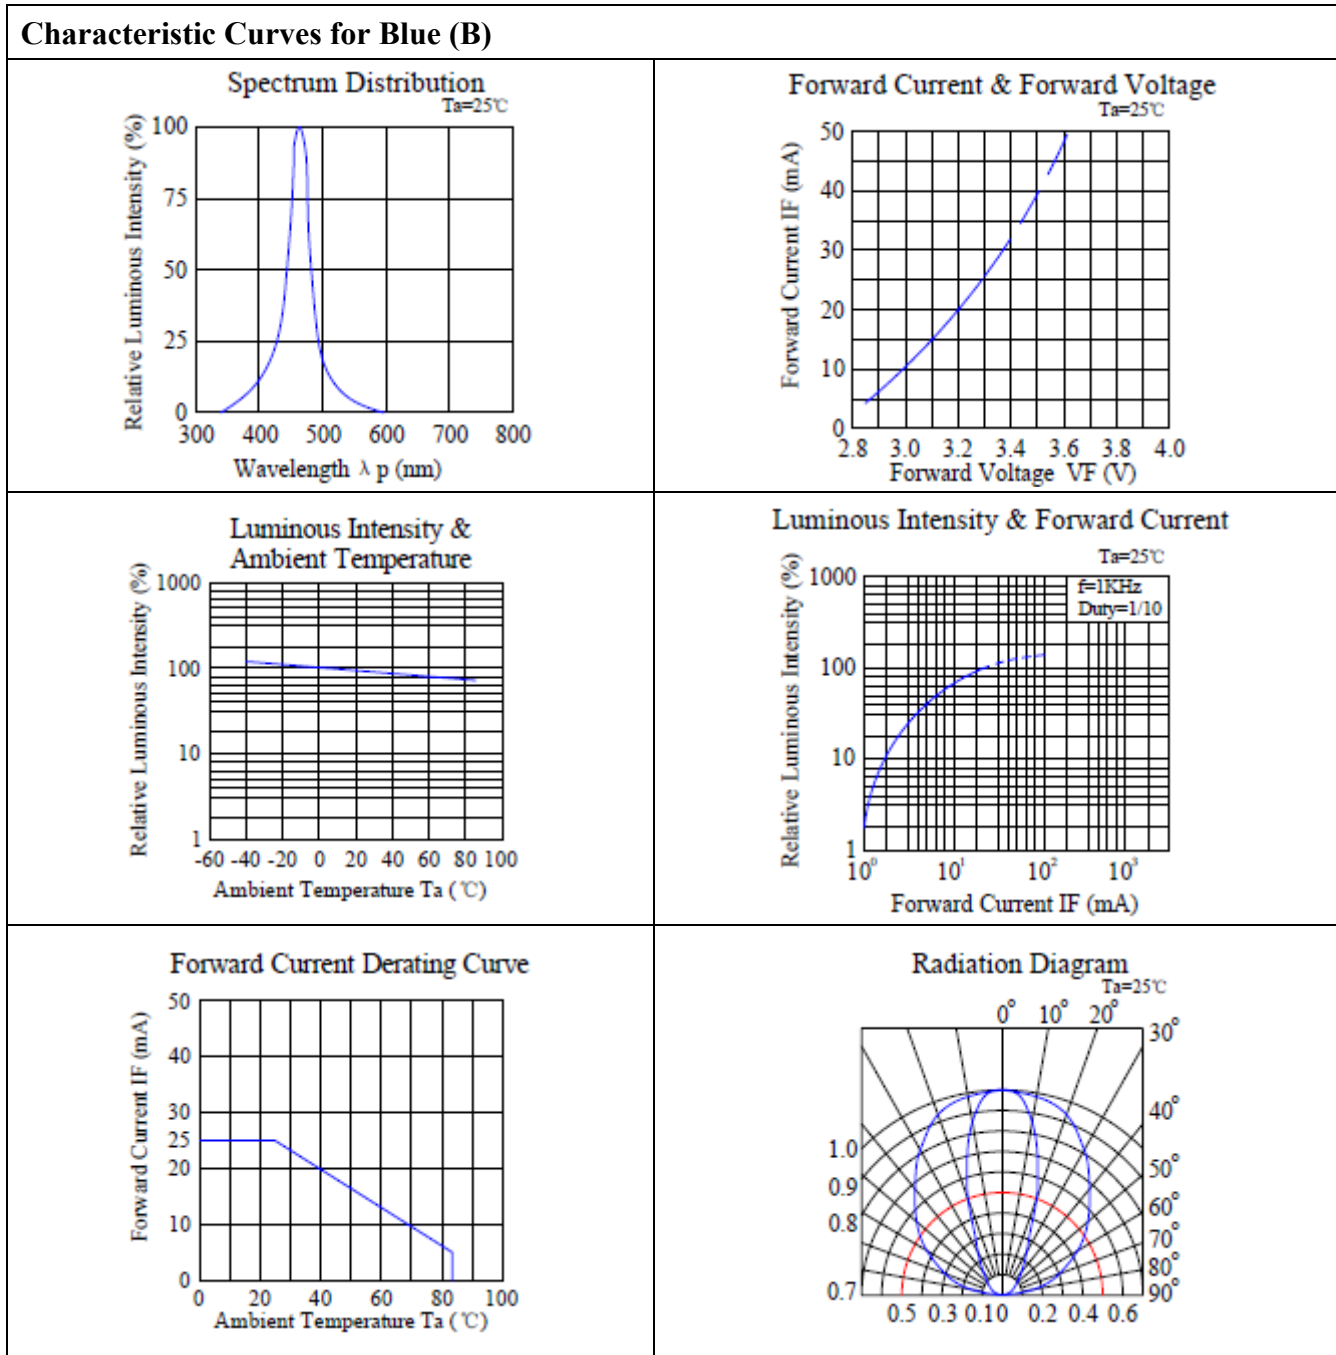 Characteristic Curves for Blue (B)
Spectrum Distribution
Ta=25℃
Relative Luminous Intensity (%)
100
75
50
25
0
300 400 500 600 700 800
Wavelength λ p (nm)
Forward Current & Forward Voltage
Ta=25℃
Forward Current IF (mA)
50
40
30
20
10
0
2.8 3.0 3.2 3.4 3.6 3.8 4.0
Forward Voltage VF (V)
Luminous Intensity &
Ambient Temperature
Relative Luminous Intensity (%)
1000
100
10
1
-60 -40 -20 0 20 40 60 80 100
Ambient Temperature Ta (℃)
Luminous Intensity & Forward Current
Ta=25℃
f=1KHz
Duty=1/10
Relative Luminous Intensity (%)
1000
100
10
1
10⁰ 10¹ 10² 10³
Forward Current IF (mA)
Forward Current Derating Curve
Forward Current IF (mA)
50
40
30
25
20
10
0
0 20 40 60 80 100
Ambient Temperature Ta (℃)
Radiation Diagram
Ta=25℃
0° 10° 20°
30°
40°
50°
60°
70°
80°
90°
1.0
0.9
0.8
0.7
0.5 0.3 0.1 0 0.2 0.4 0.6